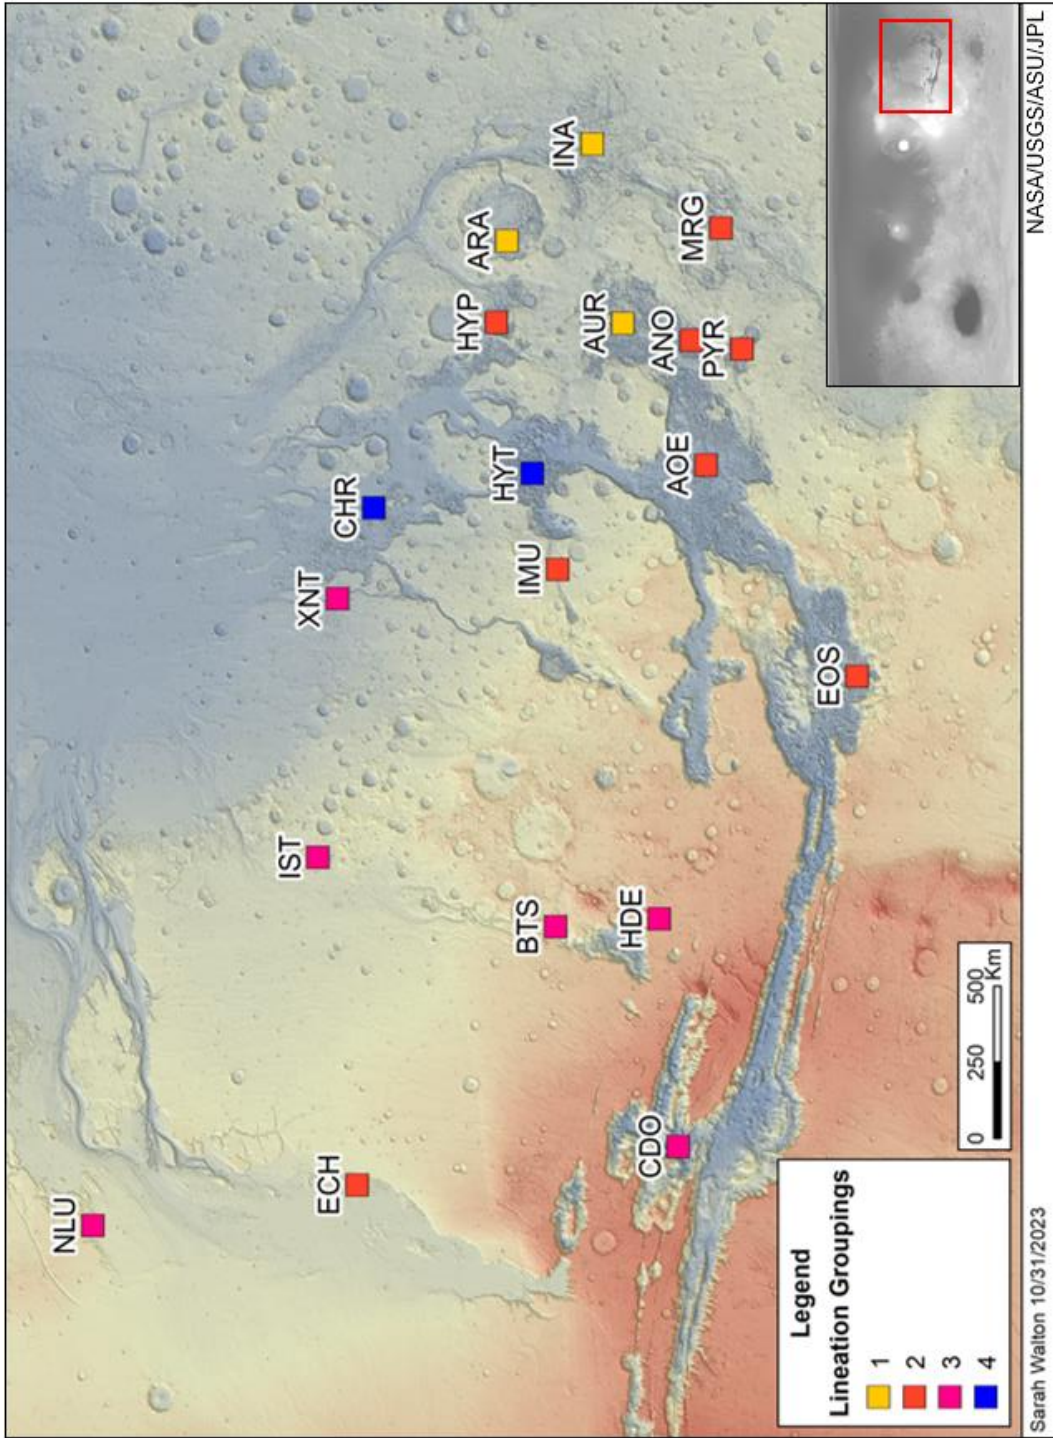 NLU
ECH
IST
XNT
CHR
HYP
ARA
INA
BTS
IMU
HYT
AUR
HDE
CDO
AOE
ANO
MRG
PYR
EOS
Legend
Lineation Groupings
1
2
3
4
0 250 500
Km
Sarah Walton 10/31/2023
NASA/USGS/ASU/JPL